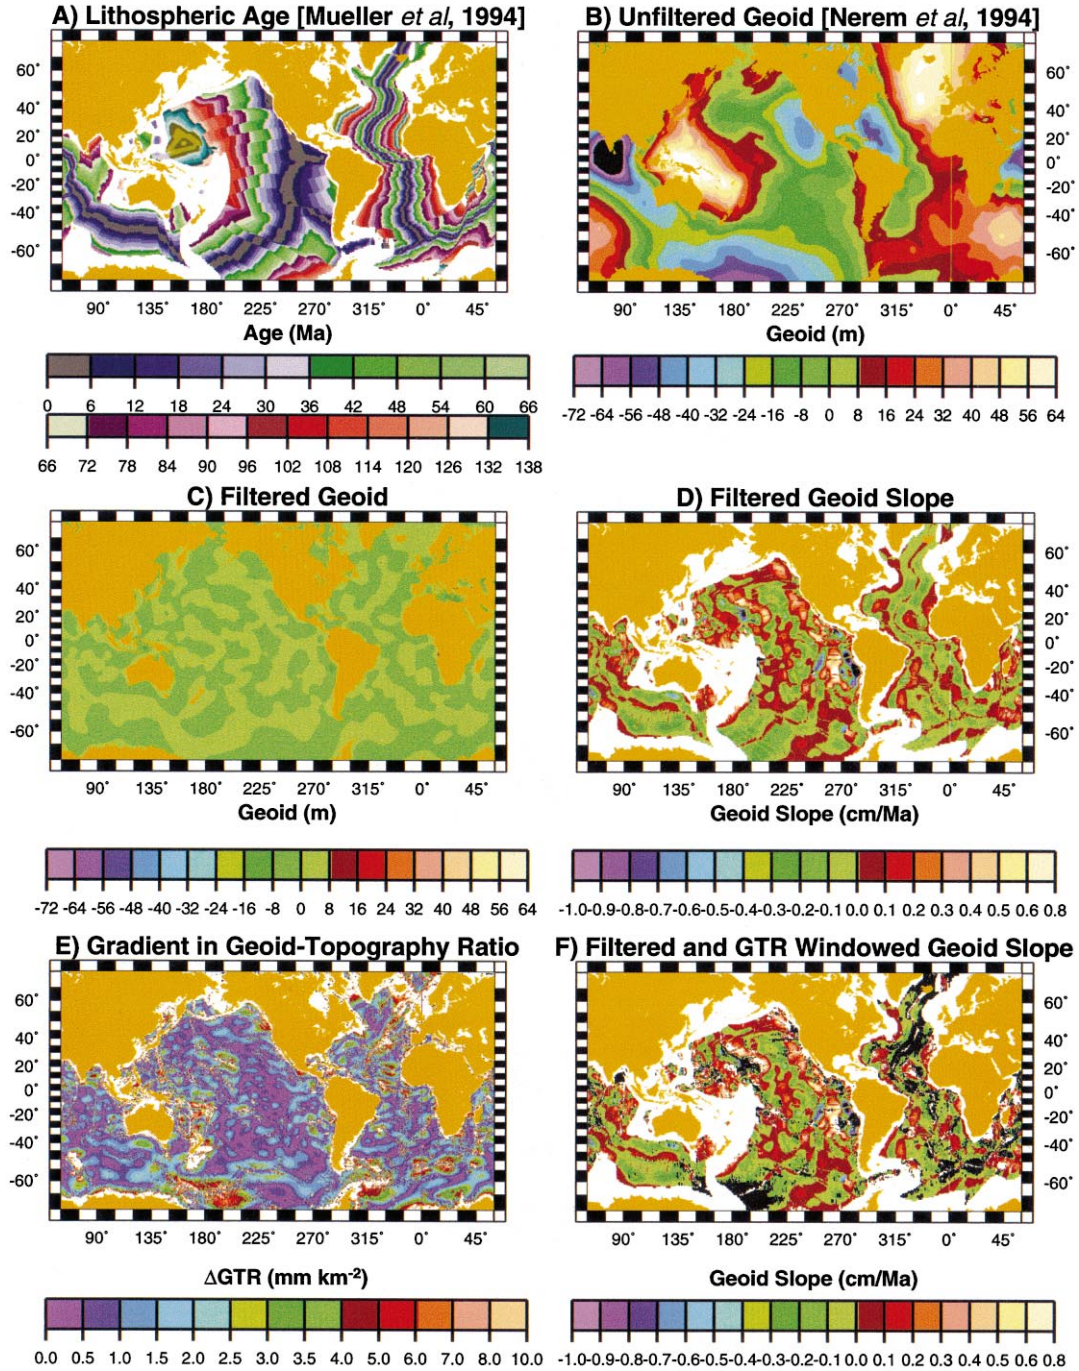 A) Lithospheric Age [Mueller et al, 1994]
60˚
40˚
20˚
0˚
-20˚
-40˚
-60˚
90˚ 135˚ 180˚ 225˚ 270˚ 315˚ 0˚ 45˚
Age (Ma)
0 6 12 18 24 30 36 42 48 54 60 66
66 72 78 84 90 96 102 108 114 120 126 132 138
B) Unfiltered Geoid [Nerem et al, 1994]
60˚
40˚
20˚
0˚
-20˚
-40˚
-60˚
90˚ 135˚ 180˚ 225˚ 270˚ 315˚ 0˚ 45˚
Geoid (m)
-72 -64 -56 -48 -40 -32 -24 -16 -8 0 8 16 24 32 40 48 56 64
C) Filtered Geoid
60˚
40˚
20˚
0˚
-20˚
-40˚
-60˚
90˚ 135˚ 180˚ 225˚ 270˚ 315˚ 0˚ 45˚
Geoid (m)
-72 -64 -56 -48 -40 -32 -24 -16 -8 0 8 16 24 32 40 48 56 64
D) Filtered Geoid Slope
60˚
40˚
20˚
0˚
-20˚
-40˚
-60˚
90˚ 135˚ 180˚ 225˚ 270˚ 315˚ 0˚ 45˚
Geoid Slope (cm/Ma)
-1.0 -0.9 -0.8 -0.7 -0.6 -0.5 -0.4 -0.3 -0.2 -0.1 0.0 0.1 0.2 0.3 0.4 0.5 0.6 0.8
E) Gradient in Geoid-Topography Ratio
60˚
40˚
20˚
0˚
-20˚
-40˚
-60˚
90˚ 135˚ 180˚ 225˚ 270˚ 315˚ 0˚ 45˚
ΔGTR (mm km-2)
0.0 0.5 1.0 1.5 2.0 2.5 3.0 3.5 4.0 5.0 6.0 7.0 8.0 10.0
F) Filtered and GTR Windowed Geoid Slope
60˚
40˚
20˚
0˚
-20˚
-40˚
-60˚
90˚ 135˚ 180˚ 225˚ 270˚ 315˚ 0˚ 45˚
Geoid Slope (cm/Ma)
-1.0 -0.9 -0.8 -0.7 -0.6 -0.5 -0.4 -0.3 -0.2 -0.1 0.0 0.1 0.2 0.3 0.4 0.5 0.6 0.8